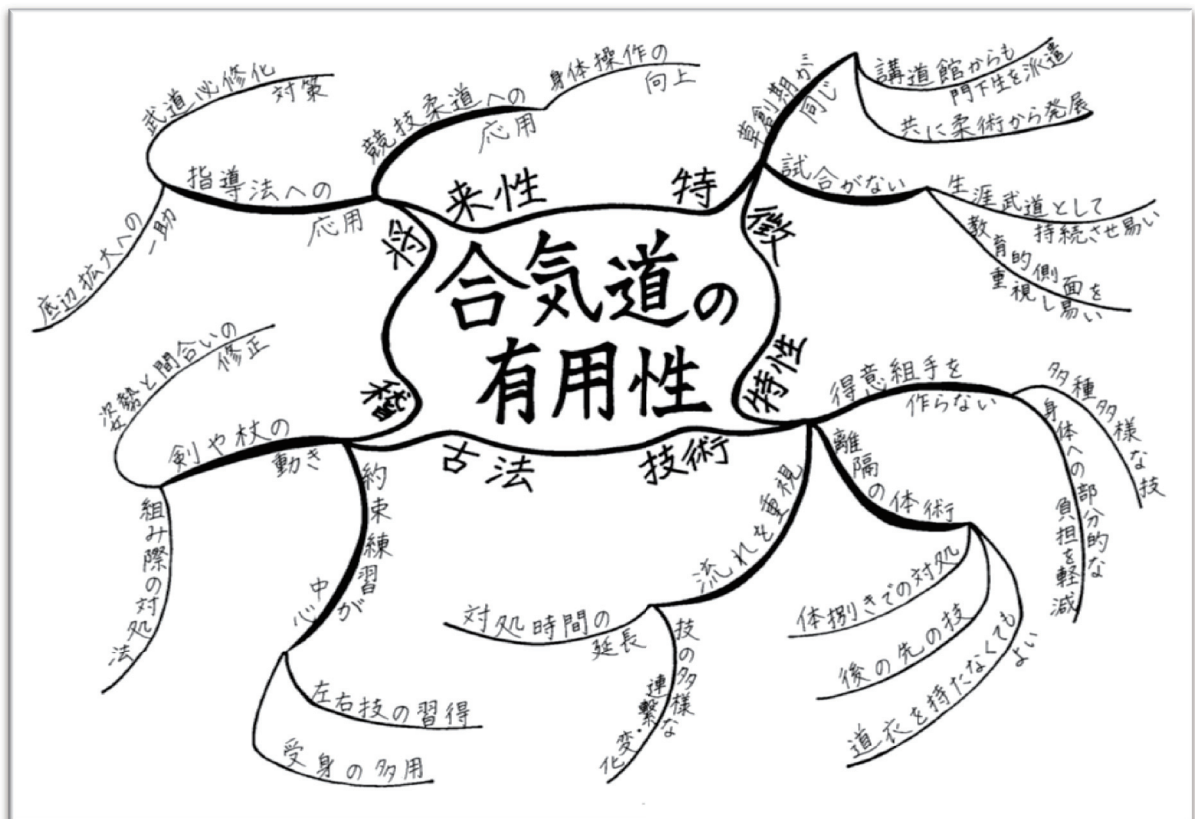 合気道の
有用性
特徴
草創期が
同じ
講道館からも
門下生を派遣
共に柔術から発展
試合がない
生涯武道として
持続させ易い
教育的側面を
重視し易い
技術特性
得意組手を
作らない
多種多様な技
身体への部分的な
負担を軽減
離隔の体術
体捌きでの対処
後の先の技
道衣を持たなくても
よい
流れを重視
技の多様な
連繋・変化
対処時間の
延長
稽古法
約束練習が
中心
左右技の習得
受身の多用
剣や杖の
動き
姿勢と間合いの
修正
組み際の対処法
将来性
競技柔道への
応用
身体操作の
向上
指導法への
応用
武道必修化
対策
底辺拡大への
一助